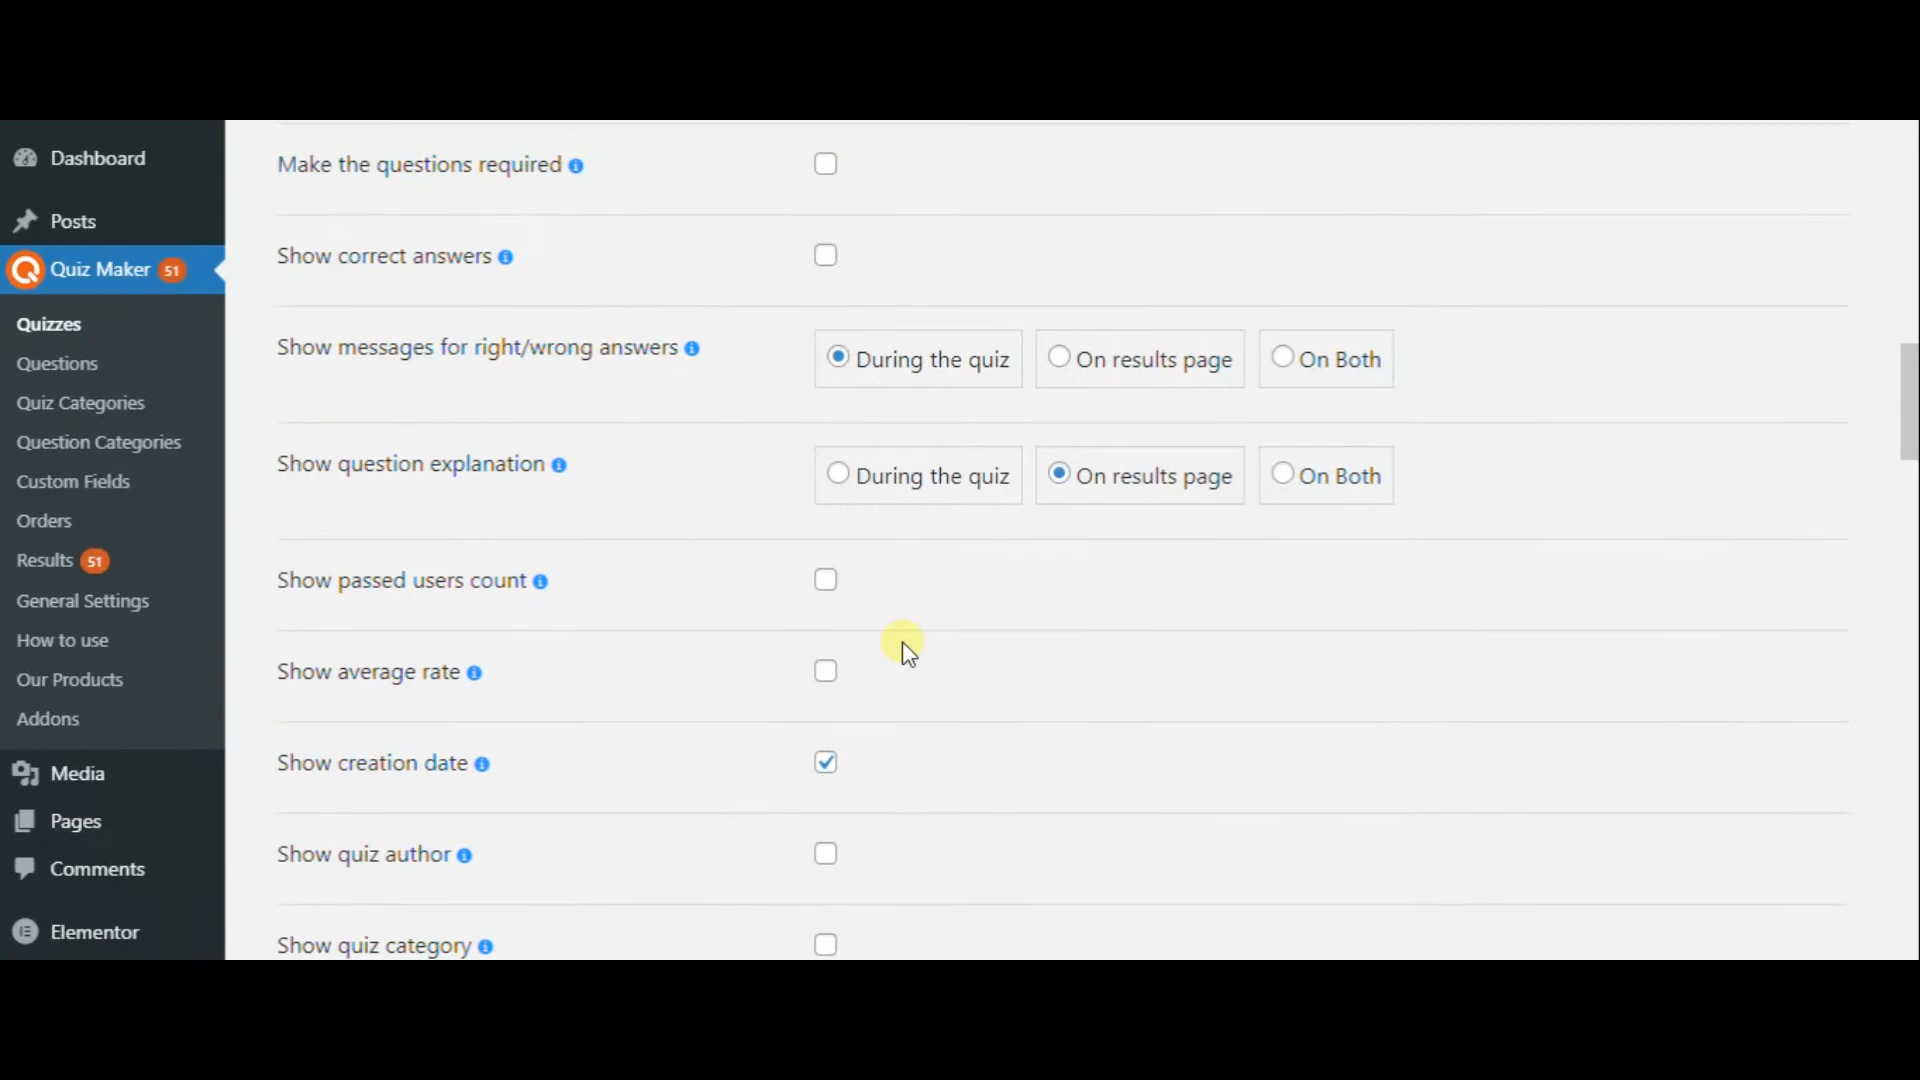 Dashboard
Posts
Quiz Maker 51
Quizzes
Questions
Quiz Categories
Question Categories
Custom Fields
Orders
Results 51
General Settings
How to use
Our Products
Addons
Media
Pages
Comments
Elementor
Make the questions required
Show correct answers
Show messages for right/wrong answers During the quiz On results page On Both
Show question explanation During the quiz On results page On Both
Show passed users count
Show average rate
Show creation date
Show quiz author
Show quiz category